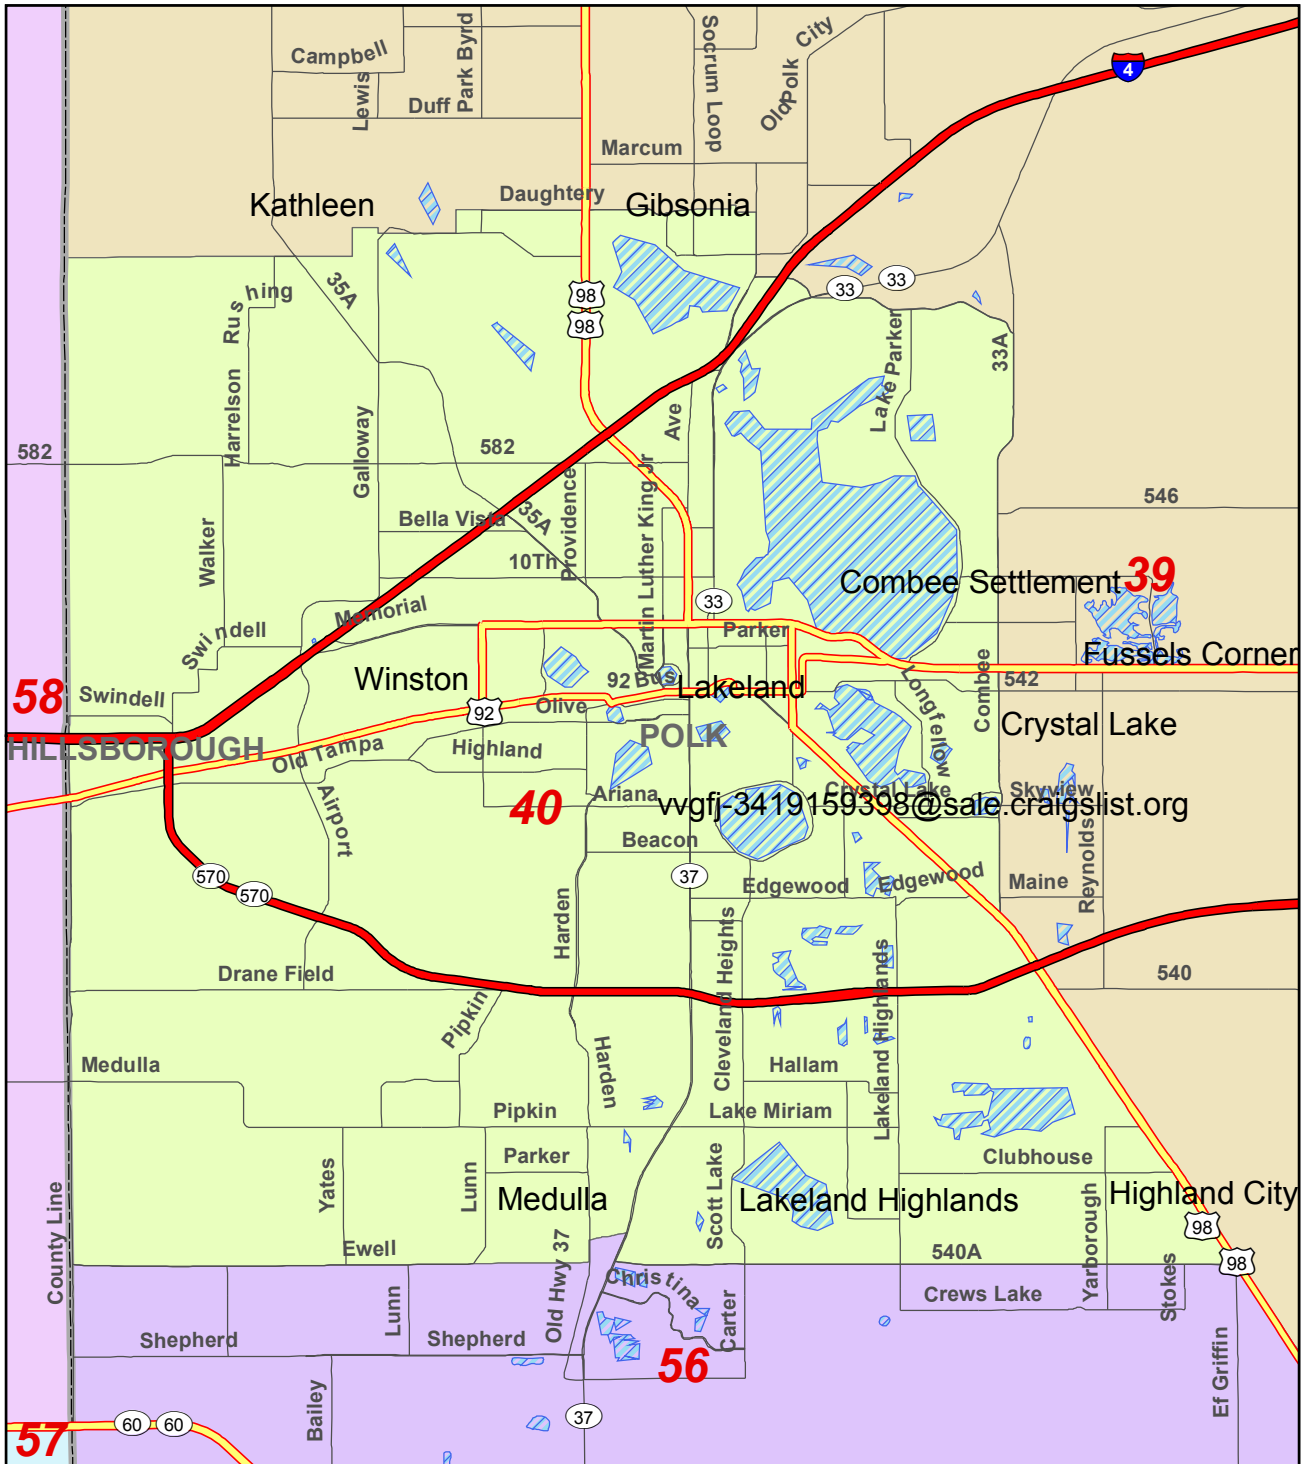 Campbell
Lewis
Duff
Park Byrd
Socrum Loop
Old Polk City
4
Marcum
Daughtery
Kathleen
Gibsonia
35A
Rushing
98
98
33
33
Harrelson
Galloway
Ave
Lake Parker
33A
582
582
546
Walker
Bella Vista
35A
Providence
Martin Luther King Jr
10Th
Combee Settlement
39
33
Memorial
Swindell
Parker
Fussels Corner
Winston
92 Bus
Lakeland
542
58
Swindell
Olive
92
Longfellow
Combee
Crystal Lake
HILLSBOROUGH
POLK
Old Tampa
Highland
Airport
Ariana
Crystal Lake
Skyview
40
vvgfj-3419159398@sale.craigslist.org
Beacon
Reynolds
570
570
37
Edgewood
Edgewood
Maine
Harden
Cleveland Heights
Lakeland Highlands
Drane Field
540
Pipkin
Medulla
Harden
Hallam
Pipkin
Lake Miriam
Parker
Clubhouse
Yates
Lunn
Medulla
Scott Lake
Lakeland Highlands
Yarborough
Highland City
98
County Line
Ewell
Old Hwy 37
540A
98
Stokes
Christina
Crews Lake
Lunn
Carter
Shepherd
Shepherd
56
Ef Griffin
Bailey
37
60
60
57